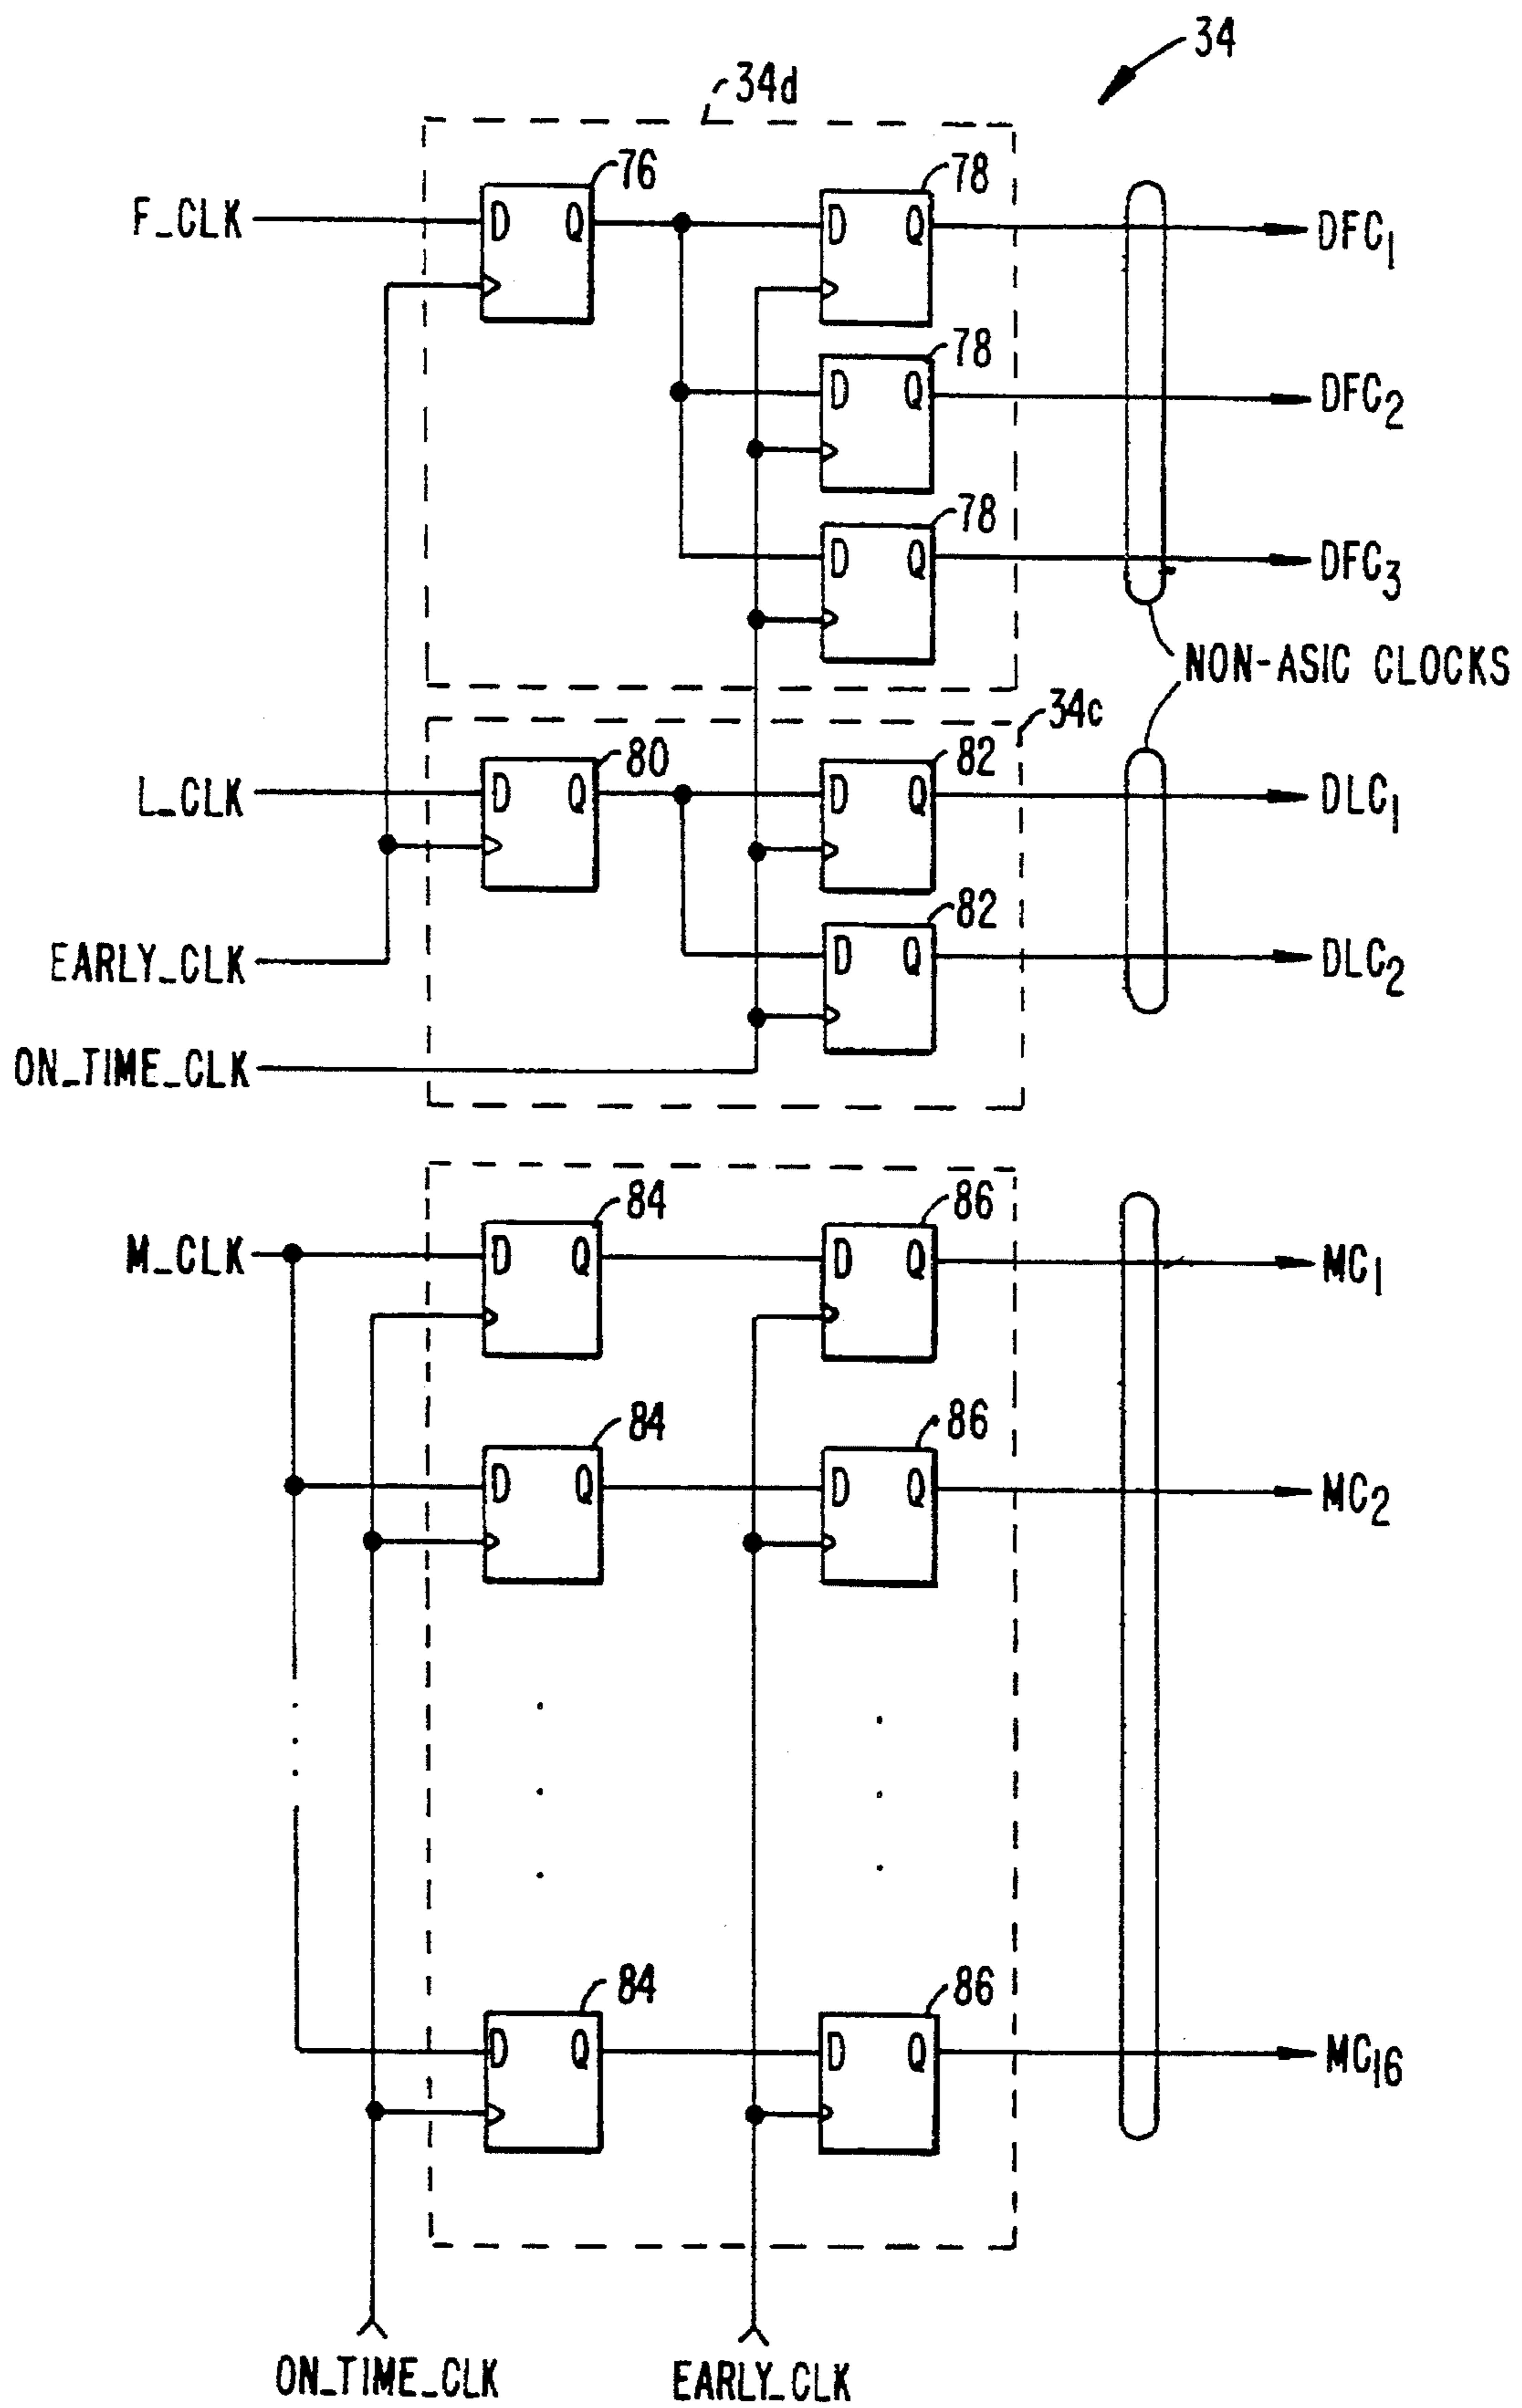 34
34d
76
78
F_CLK
D Q
D Q
DFC1
78
D Q
DFC2
78
D Q
DFC3
NON-ASIC CLOCKS
34c
80
82
L_CLK
D Q
D Q
DLC1
82
EARLY_CLK
D Q
DLC2
ON_TIME_CLK
84
86
M_CLK
D Q
D Q
MC1
84
86
D Q
D Q
MC2
84
86
D Q
D Q
MC16
ON_TIME_CLK
EARLY_CLK